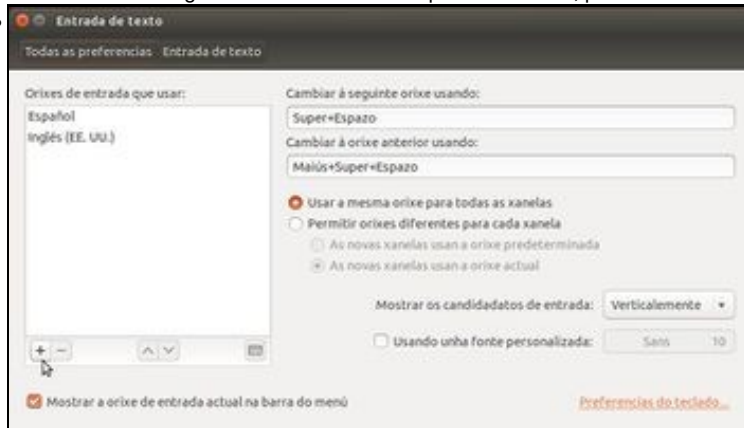 Entrada de texto
Todas as preferencias Entrada de texto
Orixes de entrada que usar:
Español
Inglés (EE. UU.)
Cambiar á seguinte orixe usando:
Super+Espazo
Cambiar á orixe anterior usando:
Maiús+Super+Espazo
Usar a mesma orixe para todas as xanelas
Permitir orixes diferentes para cada xanela
As novas xanelas usan a orixe predeterminada
As novas xanelas usan a orixe actual
Mostrar os candidadatos de entrada: Verticalemente
Usando unha fonte personalizada: Sans 10
Mostrar a orixe de entrada actual na barra do menú
Preferencias do teclado...